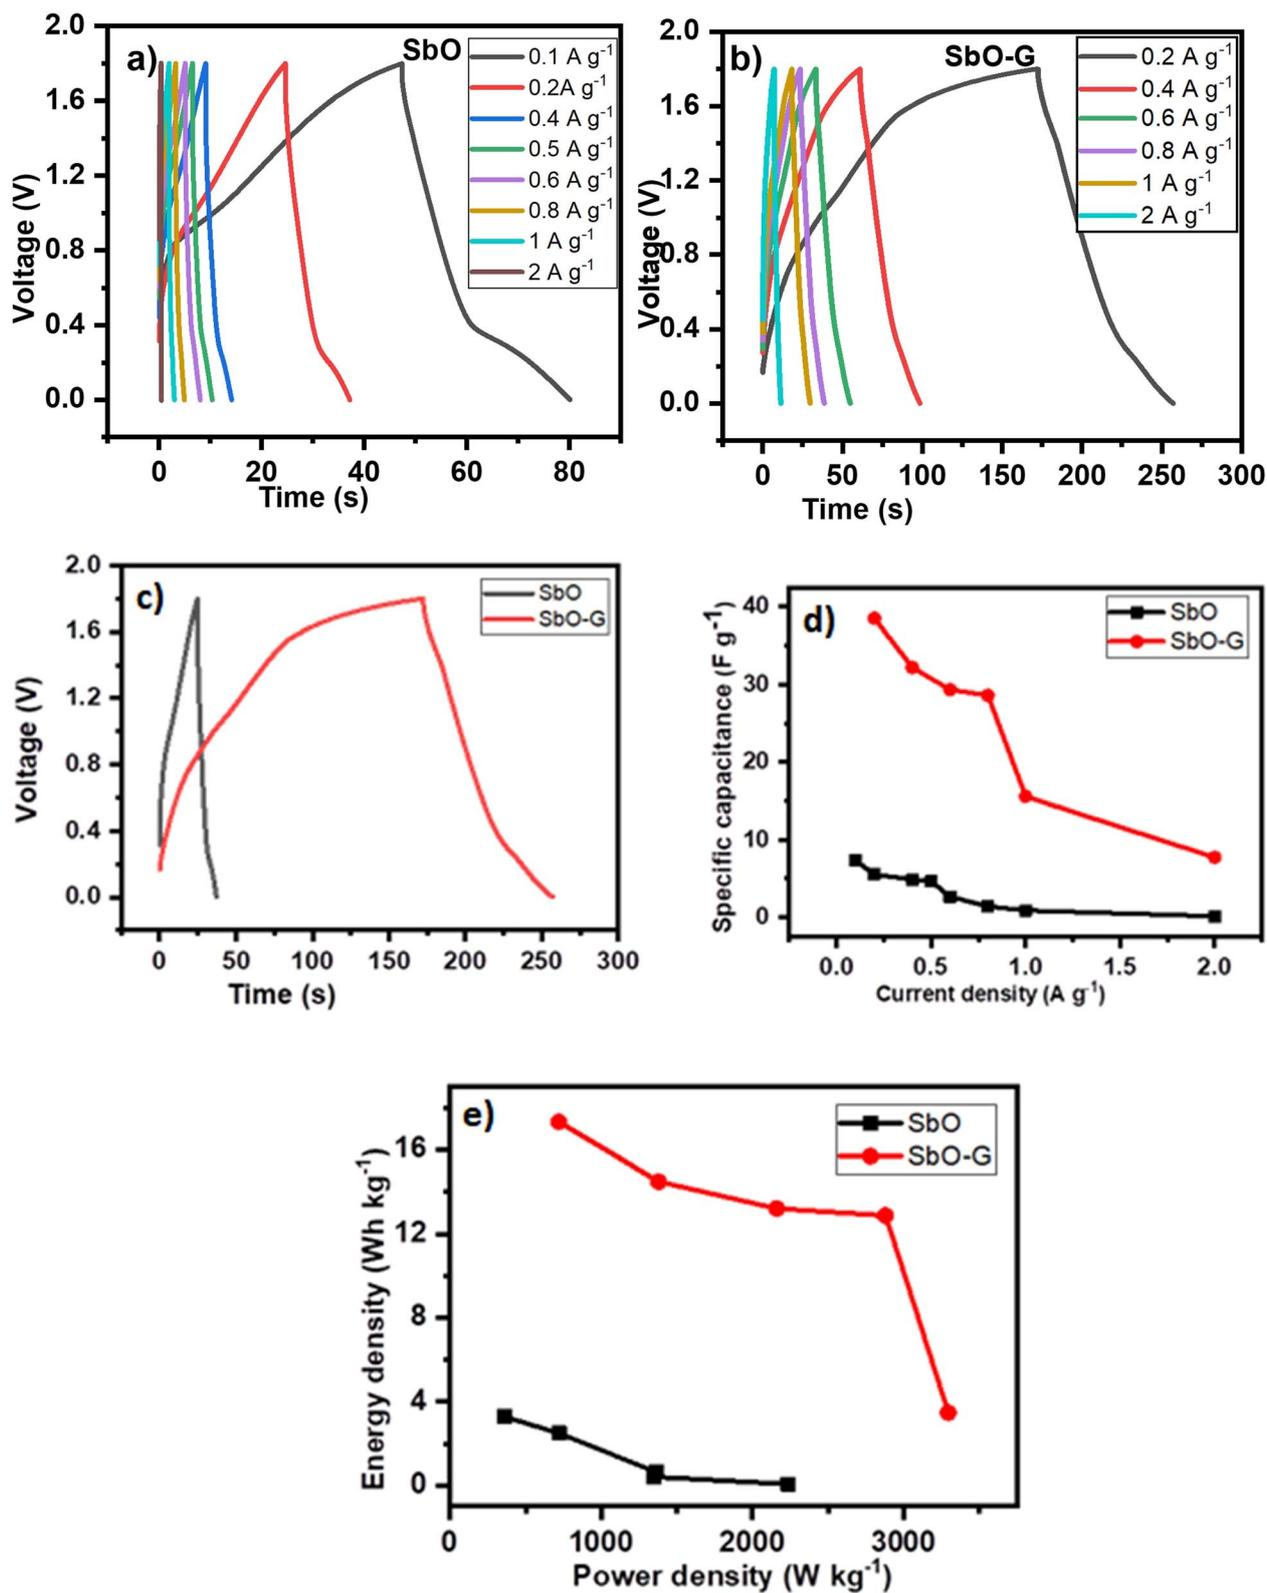 a)
SbO
2.0
1.6
1.2
0.8
0.4
0.0
Voltage (V)
0 20 40 60 80
Time (s)
0.1 A g-1
0.2A g-1
0.4 A g-1
0.5 A g-1
0.6 A g-1
0.8 A g-1
1 A g-1
2 A g-1
b)
SbO-G
2.0
1.6
1.2
0.8
0.4
0.0
Voltage (V)
0 50 100 150 200 250 300
Time (s)
0.2 A g-1
0.4 A g-1
0.6 A g-1
0.8 A g-1
1 A g-1
2 A g-1
c)
2.0
1.6
1.2
0.8
0.4
0.0
Voltage (V)
0 50 100 150 200 250 300
Time (s)
SbO
SbO-G
d)
40
30
20
10
0
Specific capacitance (F g-1)
0.0 0.5 1.0 1.5 2.0
Current density (A g-1)
SbO
SbO-G
e)
16
12
8
4
0
Energy density (Wh kg-1)
0 1000 2000 3000
Power density (W kg-1)
SbO
SbO-G